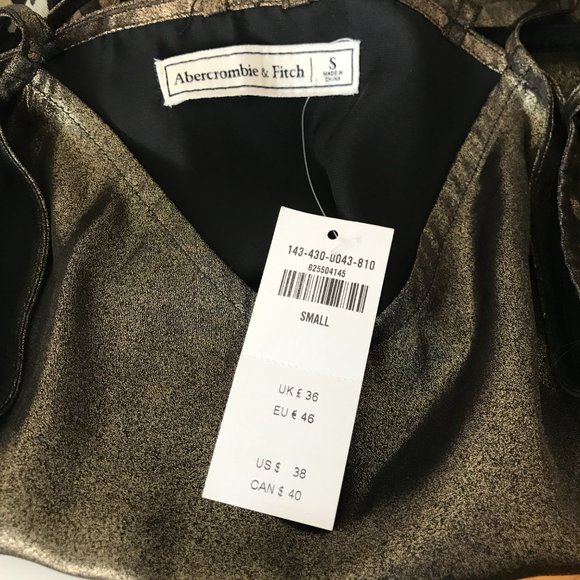 Abercrombie & Fitch
S
MADE IN
CHINA
143-430-0043-810
625504145
SMALL
UK £ 36
EU € 46
US $ 38
CAN $ 40